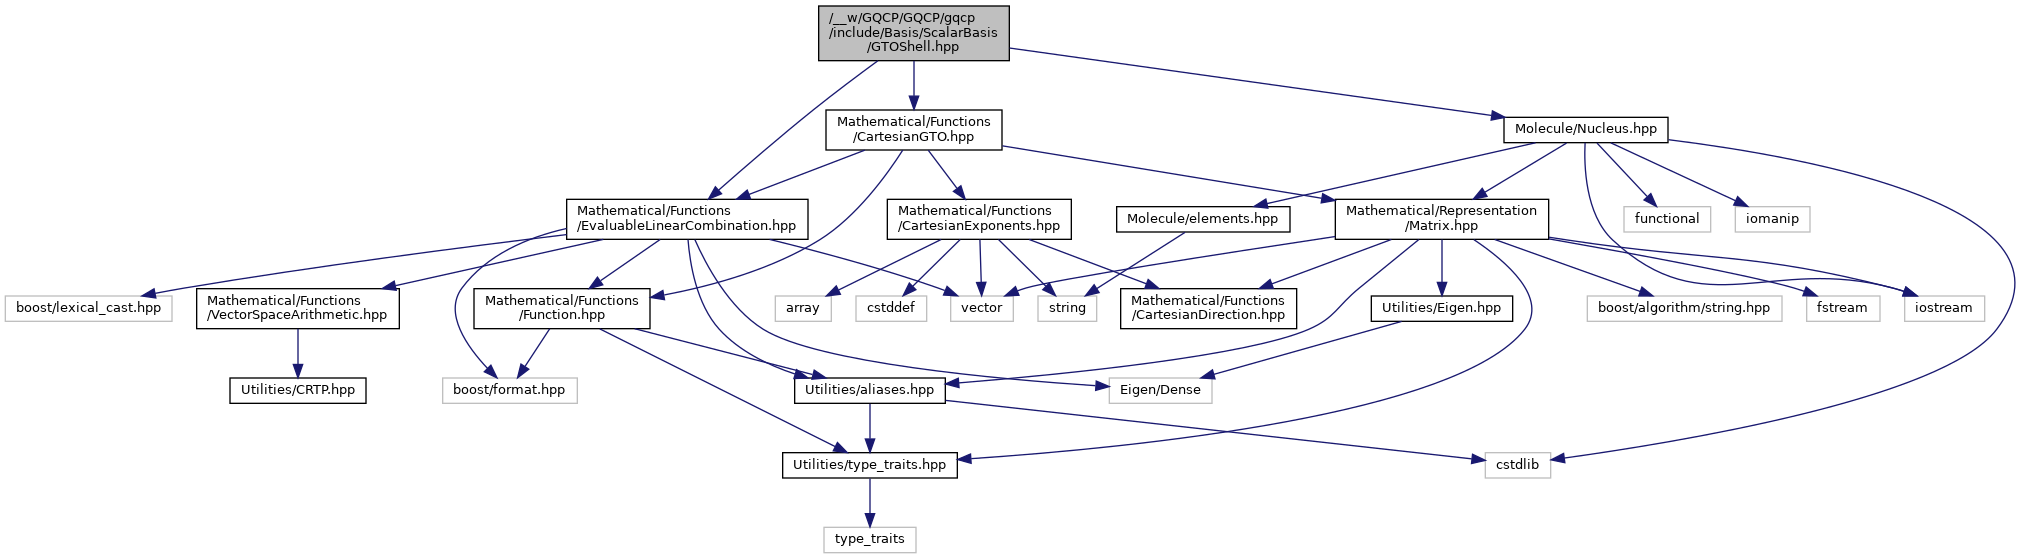 /__w/GQCP/GQCP/gqcp
/include/Basis/ScalarBasis
/GTOShell.hpp
Mathematical/Functions
/CartesianGTO.hpp
Molecule/Nucleus.hpp
Mathematical/Functions
/EvaluableLinearCombination.hpp
Mathematical/Functions
/CartesianExponents.hpp
Molecule/elements.hpp
Mathematical/Representation
/Matrix.hpp
functional
iomanip
boost/lexical_cast.hpp
Mathematical/Functions
/VectorSpaceArithmetic.hpp
Mathematical/Functions
/Function.hpp
array
cstddef
vector
string
Mathematical/Functions
/CartesianDirection.hpp
Utilities/Eigen.hpp
boost/algorithm/string.hpp
fstream
iostream
Utilities/CRTP.hpp
boost/format.hpp
Utilities/aliases.hpp
Eigen/Dense
Utilities/type_traits.hpp
cstdlib
type_traits